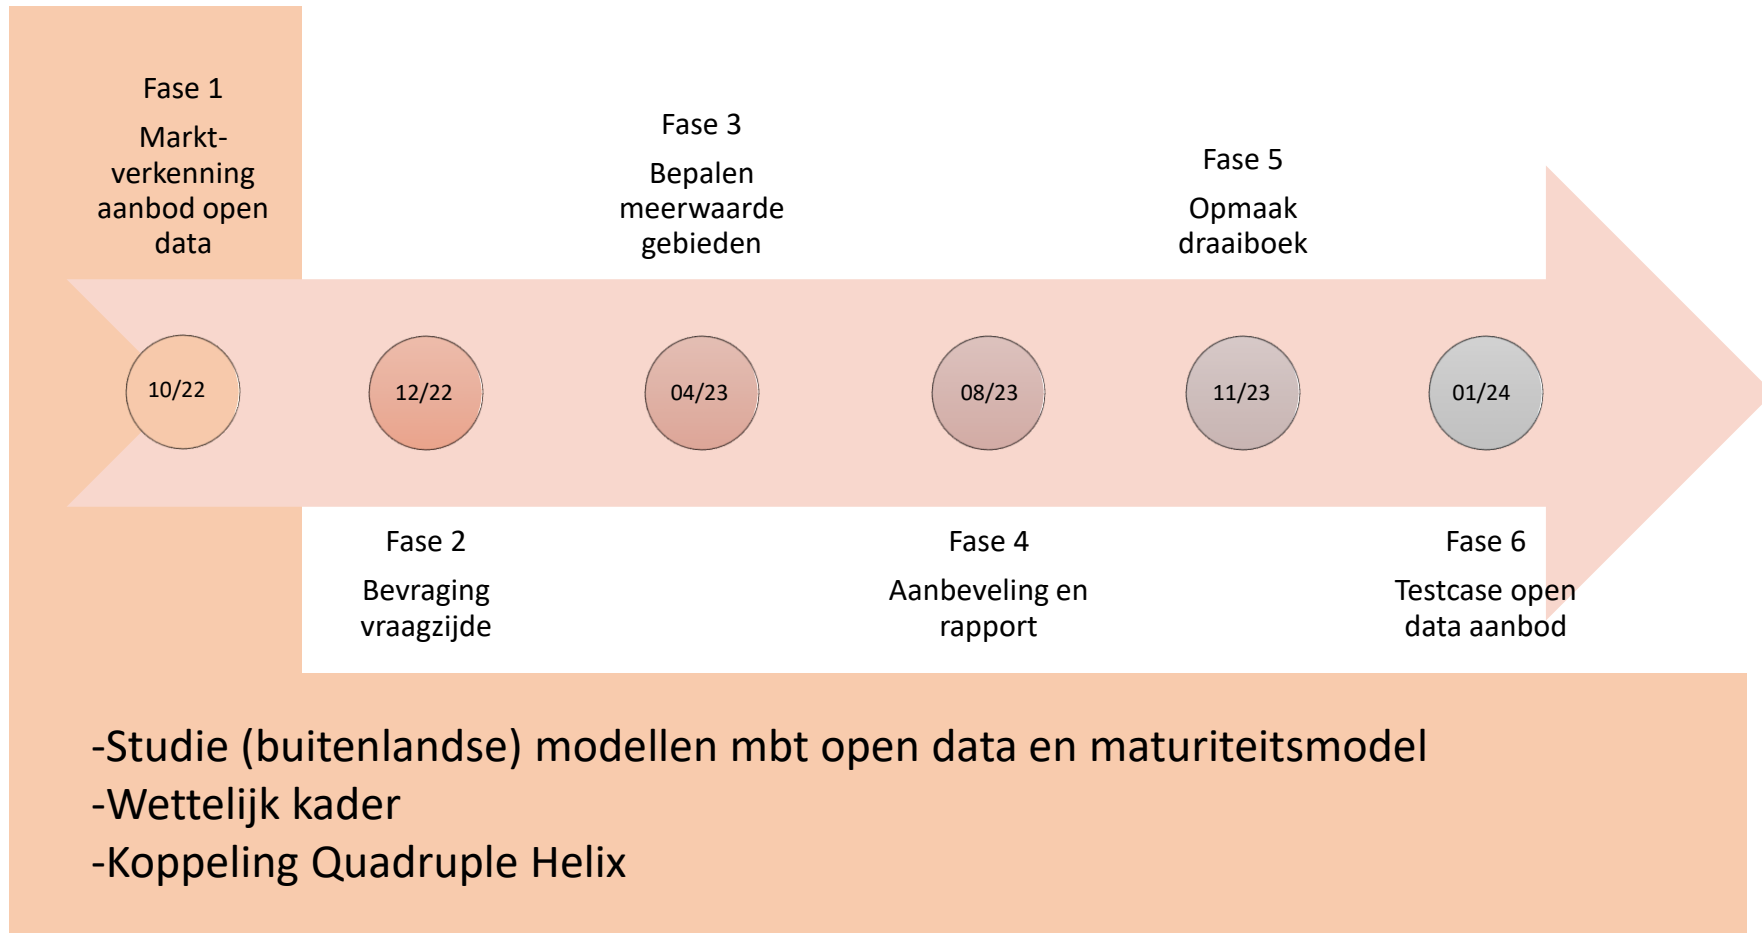 Fase 1
Markt-
verkenning
aanbod open
data
Fase 3
Bepalen
meerwaarde
gebieden
Fase 5
Opmaak
draaiboek
10/22
12/22
04/23
08/23
11/23
01/24
Fase 2
Bevraging
vraagzijde
Fase 4
Aanbeveling en
rapport
Fase 6
Testcase open
data aanbod
-Studie (buitenlandse) modellen mbt open data en maturiteitsmodel
-Wettelijk kader
-Koppeling Quadruple Helix